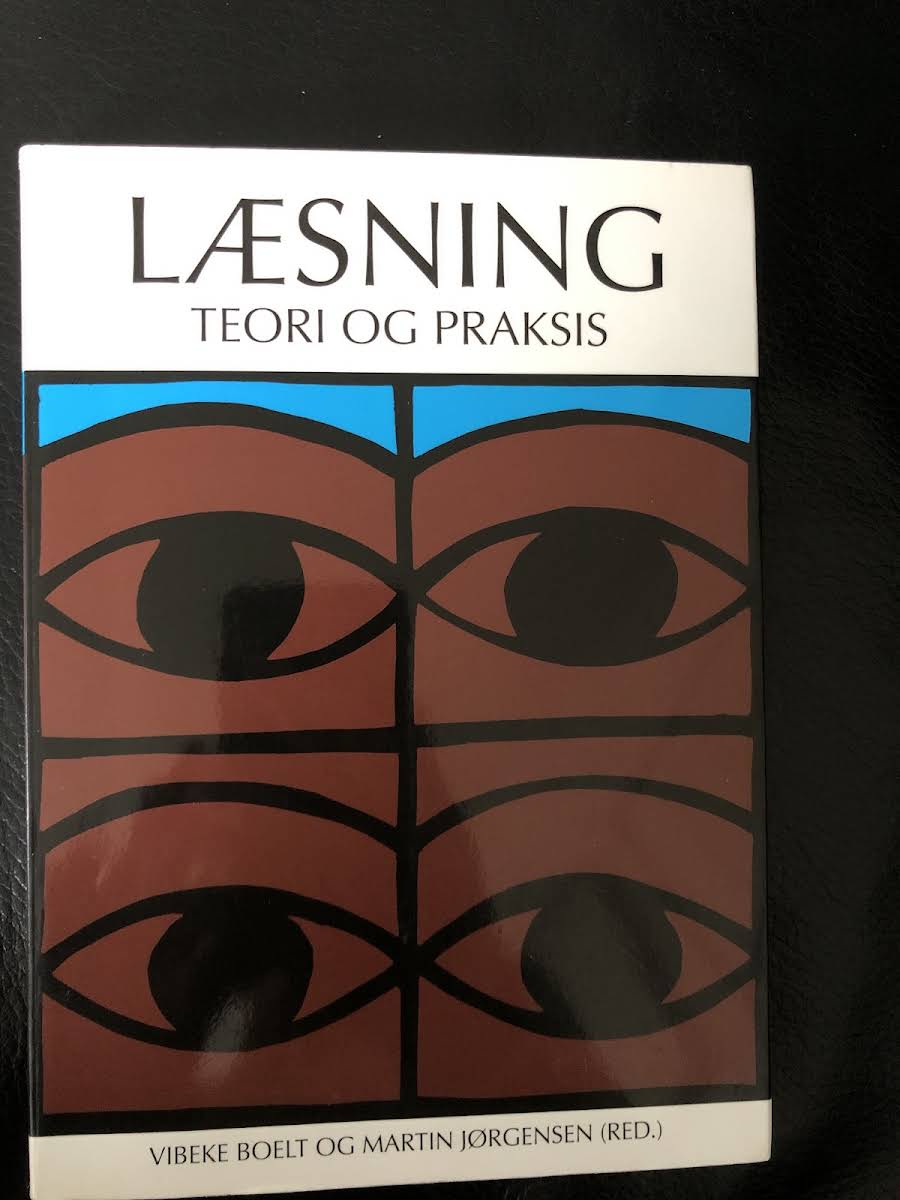 LÆSNING
TEORI OG PRAKSIS
VIBEKE BOELT OG MARTIN JØRGENSEN (RED.)